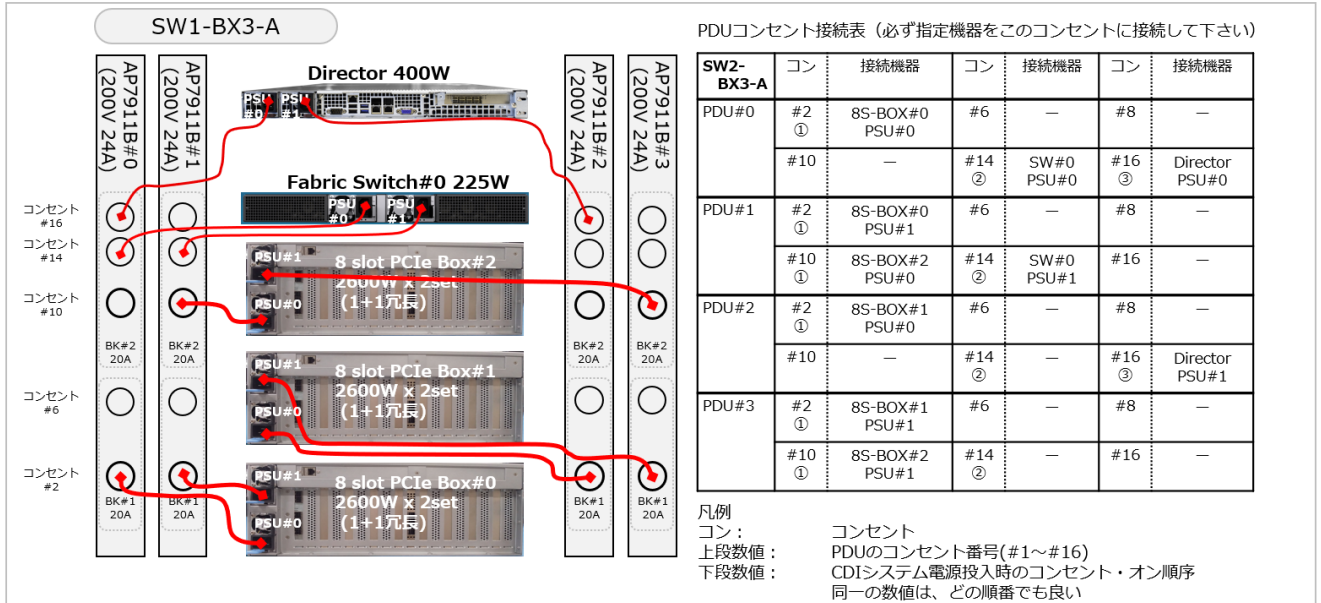 SW1-BX3-A
PDUコンセント接続表（必ず指定機器をこのコンセントに接続して下さい）
AP7911B#0
(200V 24A)
AP7911B#1
(200V 24A)
Director 400W
PSU
#0
PSU
#1
AP7911B#2
(200V 24A)
AP7911B#3
(200V 24A)
Fabric Switch#0 225W
PSU
#0
PSU
#1
コンセント
#16
コンセント
#14
コンセント
#10
コンセント
#6
コンセント
#2
PSU#1
8 slot PCIe Box#2
2600W x 2set
PSU#0
(1+1冗長)
BK#2
20A
BK#2
20A
BK#2
20A
BK#2
20A
PSU#1
8 slot PCIe Box#1
2600W x 2set
PSU#0
(1+1冗長)
PSU#1
8 slot PCIe Box#0
2600W x 2set
PSU#0
(1+1冗長)
BK#1
20A
BK#1
20A
BK#1
20A
BK#1
20A
SW2-
BX3-A
コン 接続機器 コン 接続機器 コン 接続機器
PDU#0 #2 8S-BOX#0 #6 － #8 －
① PSU#0
#10 － #14 SW#0 #16 Director
② PSU#0 ③ PSU#0
PDU#1 #2 8S-BOX#0 #6 － #8 －
① PSU#1
#10 8S-BOX#2 #14 SW#0 #16 －
① PSU#0 ② PSU#1
PDU#2 #2 8S-BOX#1 #6 － #8 －
① PSU#0
#10 － #14 － #16 Director
② ③ PSU#1
PDU#3 #2 8S-BOX#1 #6 － #8 －
① PSU#1
#10 8S-BOX#2 #14 － #16 －
① PSU#1 ②
凡例
コン： コンセント
上段数値： PDUのコンセント番号(#1～#16)
下段数値： CDIシステム電源投入時のコンセント・オン順序
同一の数値は、どの順番でも良い